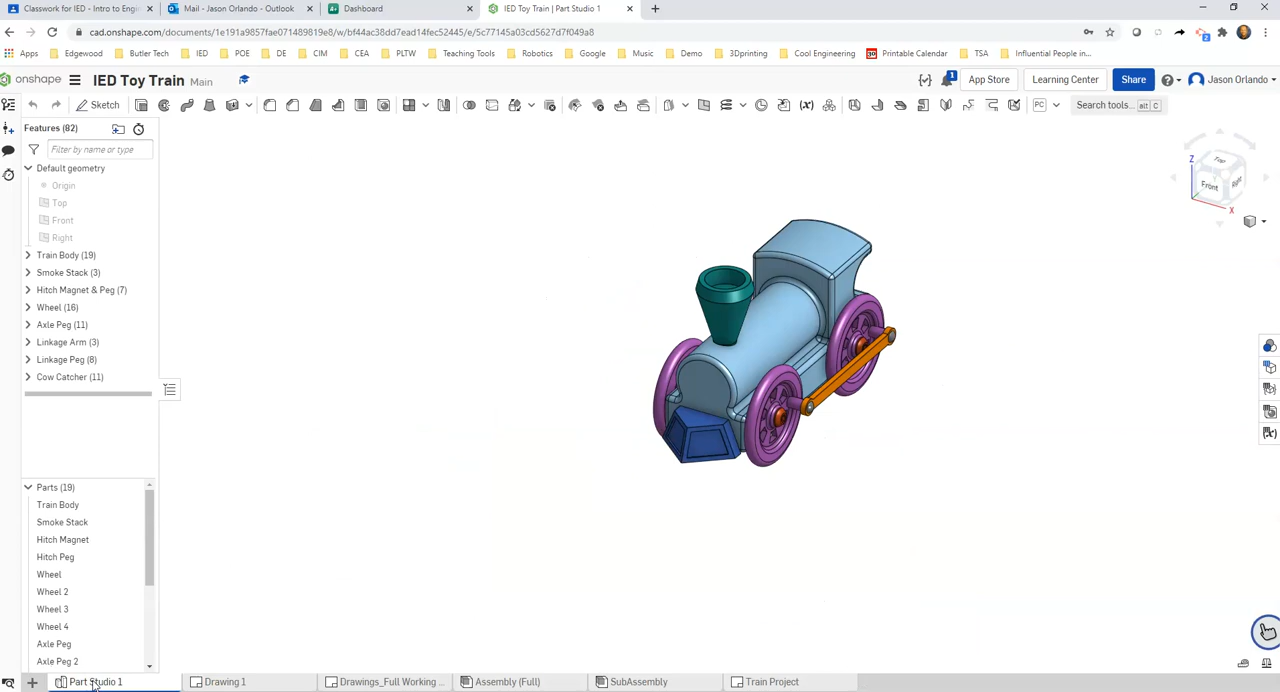 Classwork for IED - Intro to Engin
Mail - Jason Orlando - Outlook
Dashboard
IED Toy Train | Part Studio 1
cad.onshape.com/documents/1e191a9857fae071489819e8/w/bf44ac38dd7ead14fec52445/e/5c77145a03cd5627d7f049a8
Apps Edgewood Butler Tech IED POE DE CIM CEA PLTW Teaching Tools Robotics Google Music Demo 3Dprinting Cool Engineering Printable Calendar TSA Influential People in...
onshape IED Toy Train Main 1 App Store Learning Center Share Jason Orlando
Sketch PC Search tools... alt C
Features (82)
Filter by name or type
Default geometry
Origin
Top
Front
Right
Train Body (19)
Smoke Stack (3)
Hitch Magnet & Peg (7)
Wheel (16)
Axle Peg (11)
Linkage Arm (3)
Linkage Peg (8)
Cow Catcher (11)
Z
Top
Front
Right
X
Parts (19)
Train Body
Smoke Stack
Hitch Magnet
Hitch Peg
Wheel
Wheel 2
Wheel 3
Wheel 4
Axle Peg
Axle Peg 2
Part Studio 1 Drawing 1 Drawings_Full Working ... Assembly (Full) SubAssembly Train Project